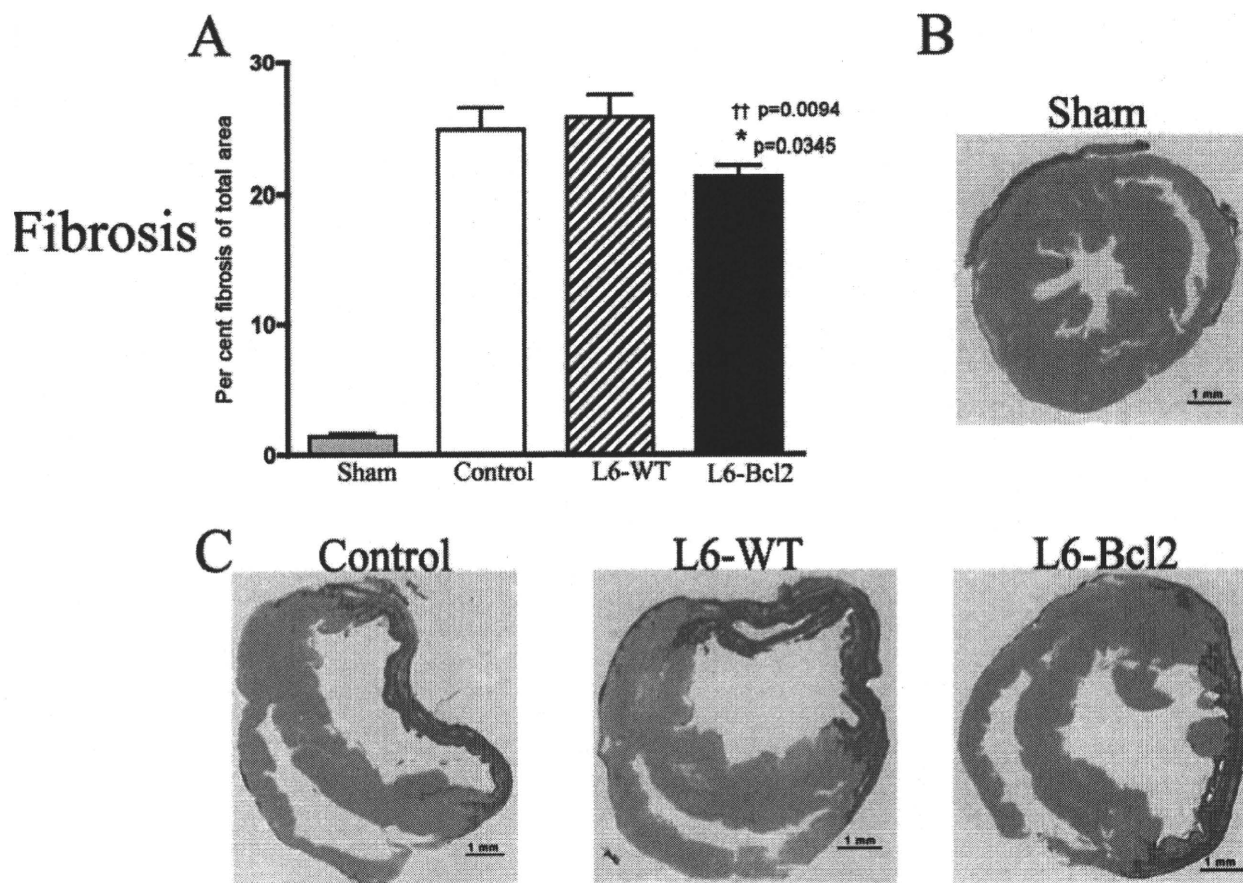 A
B
30
20
10
0
Per cent fibrosis of total area
Fibrosis
†† p=0.0094
* p=0.0345
Sham
Control
L6-WT
L6-Bcl2
Sham
1 mm
C
Control
L6-WT
L6-Bcl2
1 mm
1 mm
1 mm